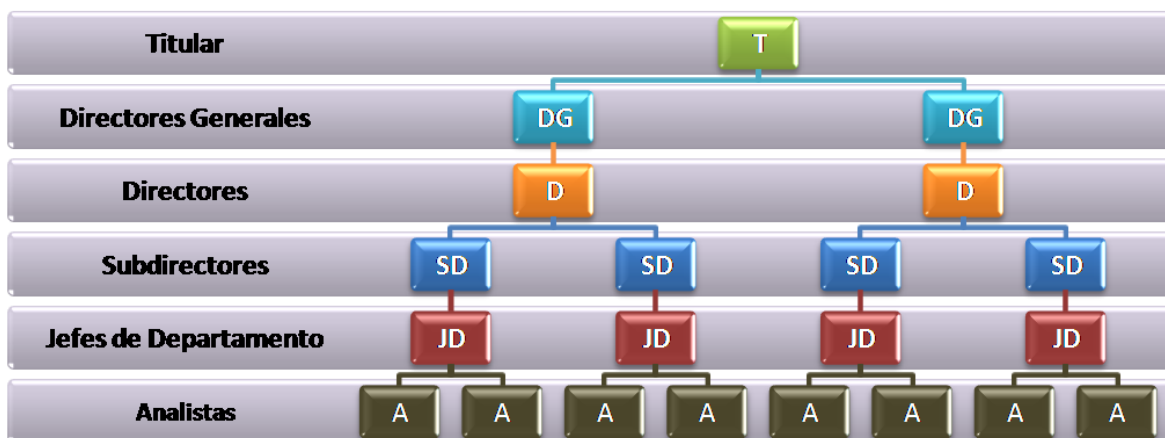 Titular
T
Directores Generales
DG DG
Directores
D D
Subdirectores
SD SD SD SD
Jefes de Departamento
JD JD JD JD
Analistas
A A A A A A A A